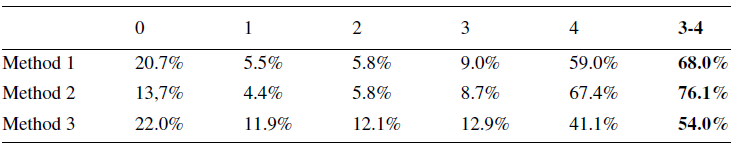 0 1 2 3 4 3-4
Method 1 20.7% 5.5% 5.8% 9.0% 59.0% 68.0%
Method 2 13,7% 4.4% 5.8% 8.7% 67.4% 76.1%
Method 3 22.0% 11.9% 12.1% 12.9% 41.1% 54.0%